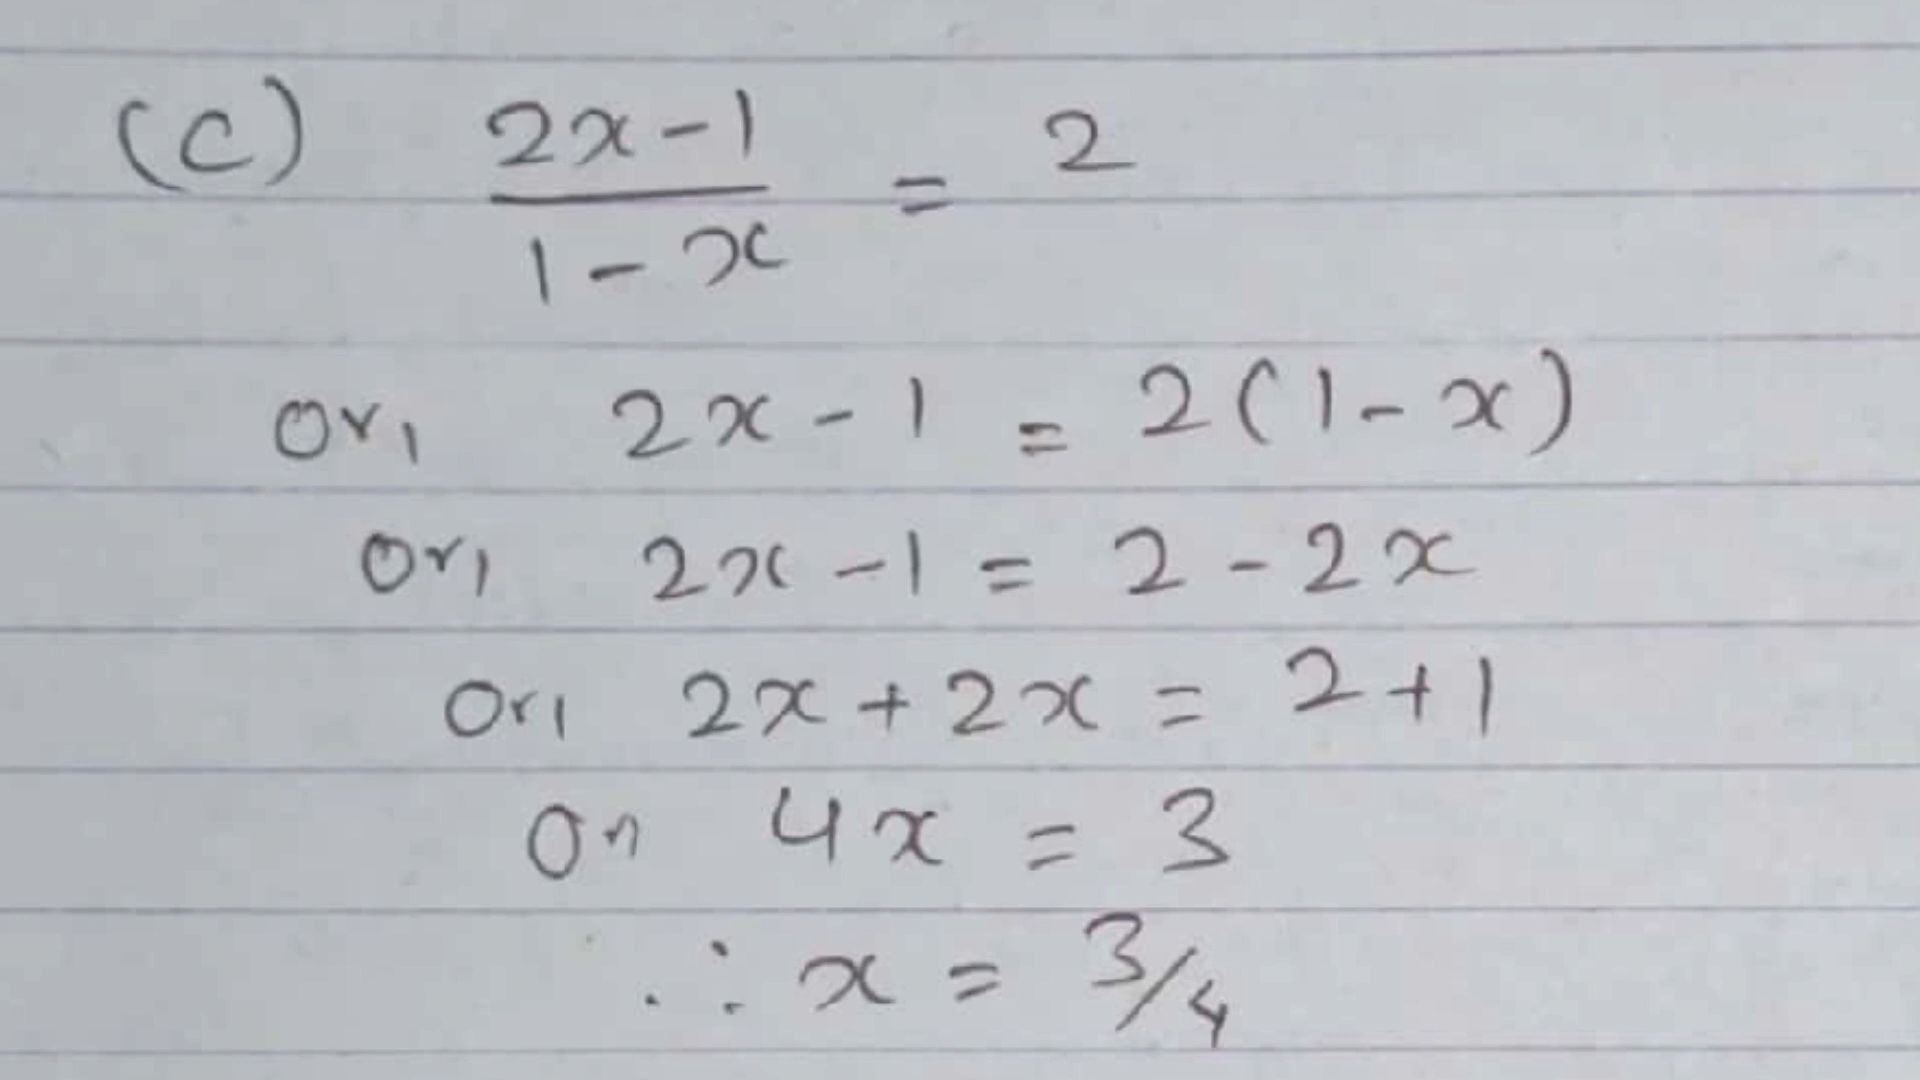 (c) 2x-1/1-x = 2
or, 2x-1 = 2(1-x)
or, 2x-1 = 2-2x
or, 2x+2x = 2+1
or 4x = 3
∴ x = 3/4